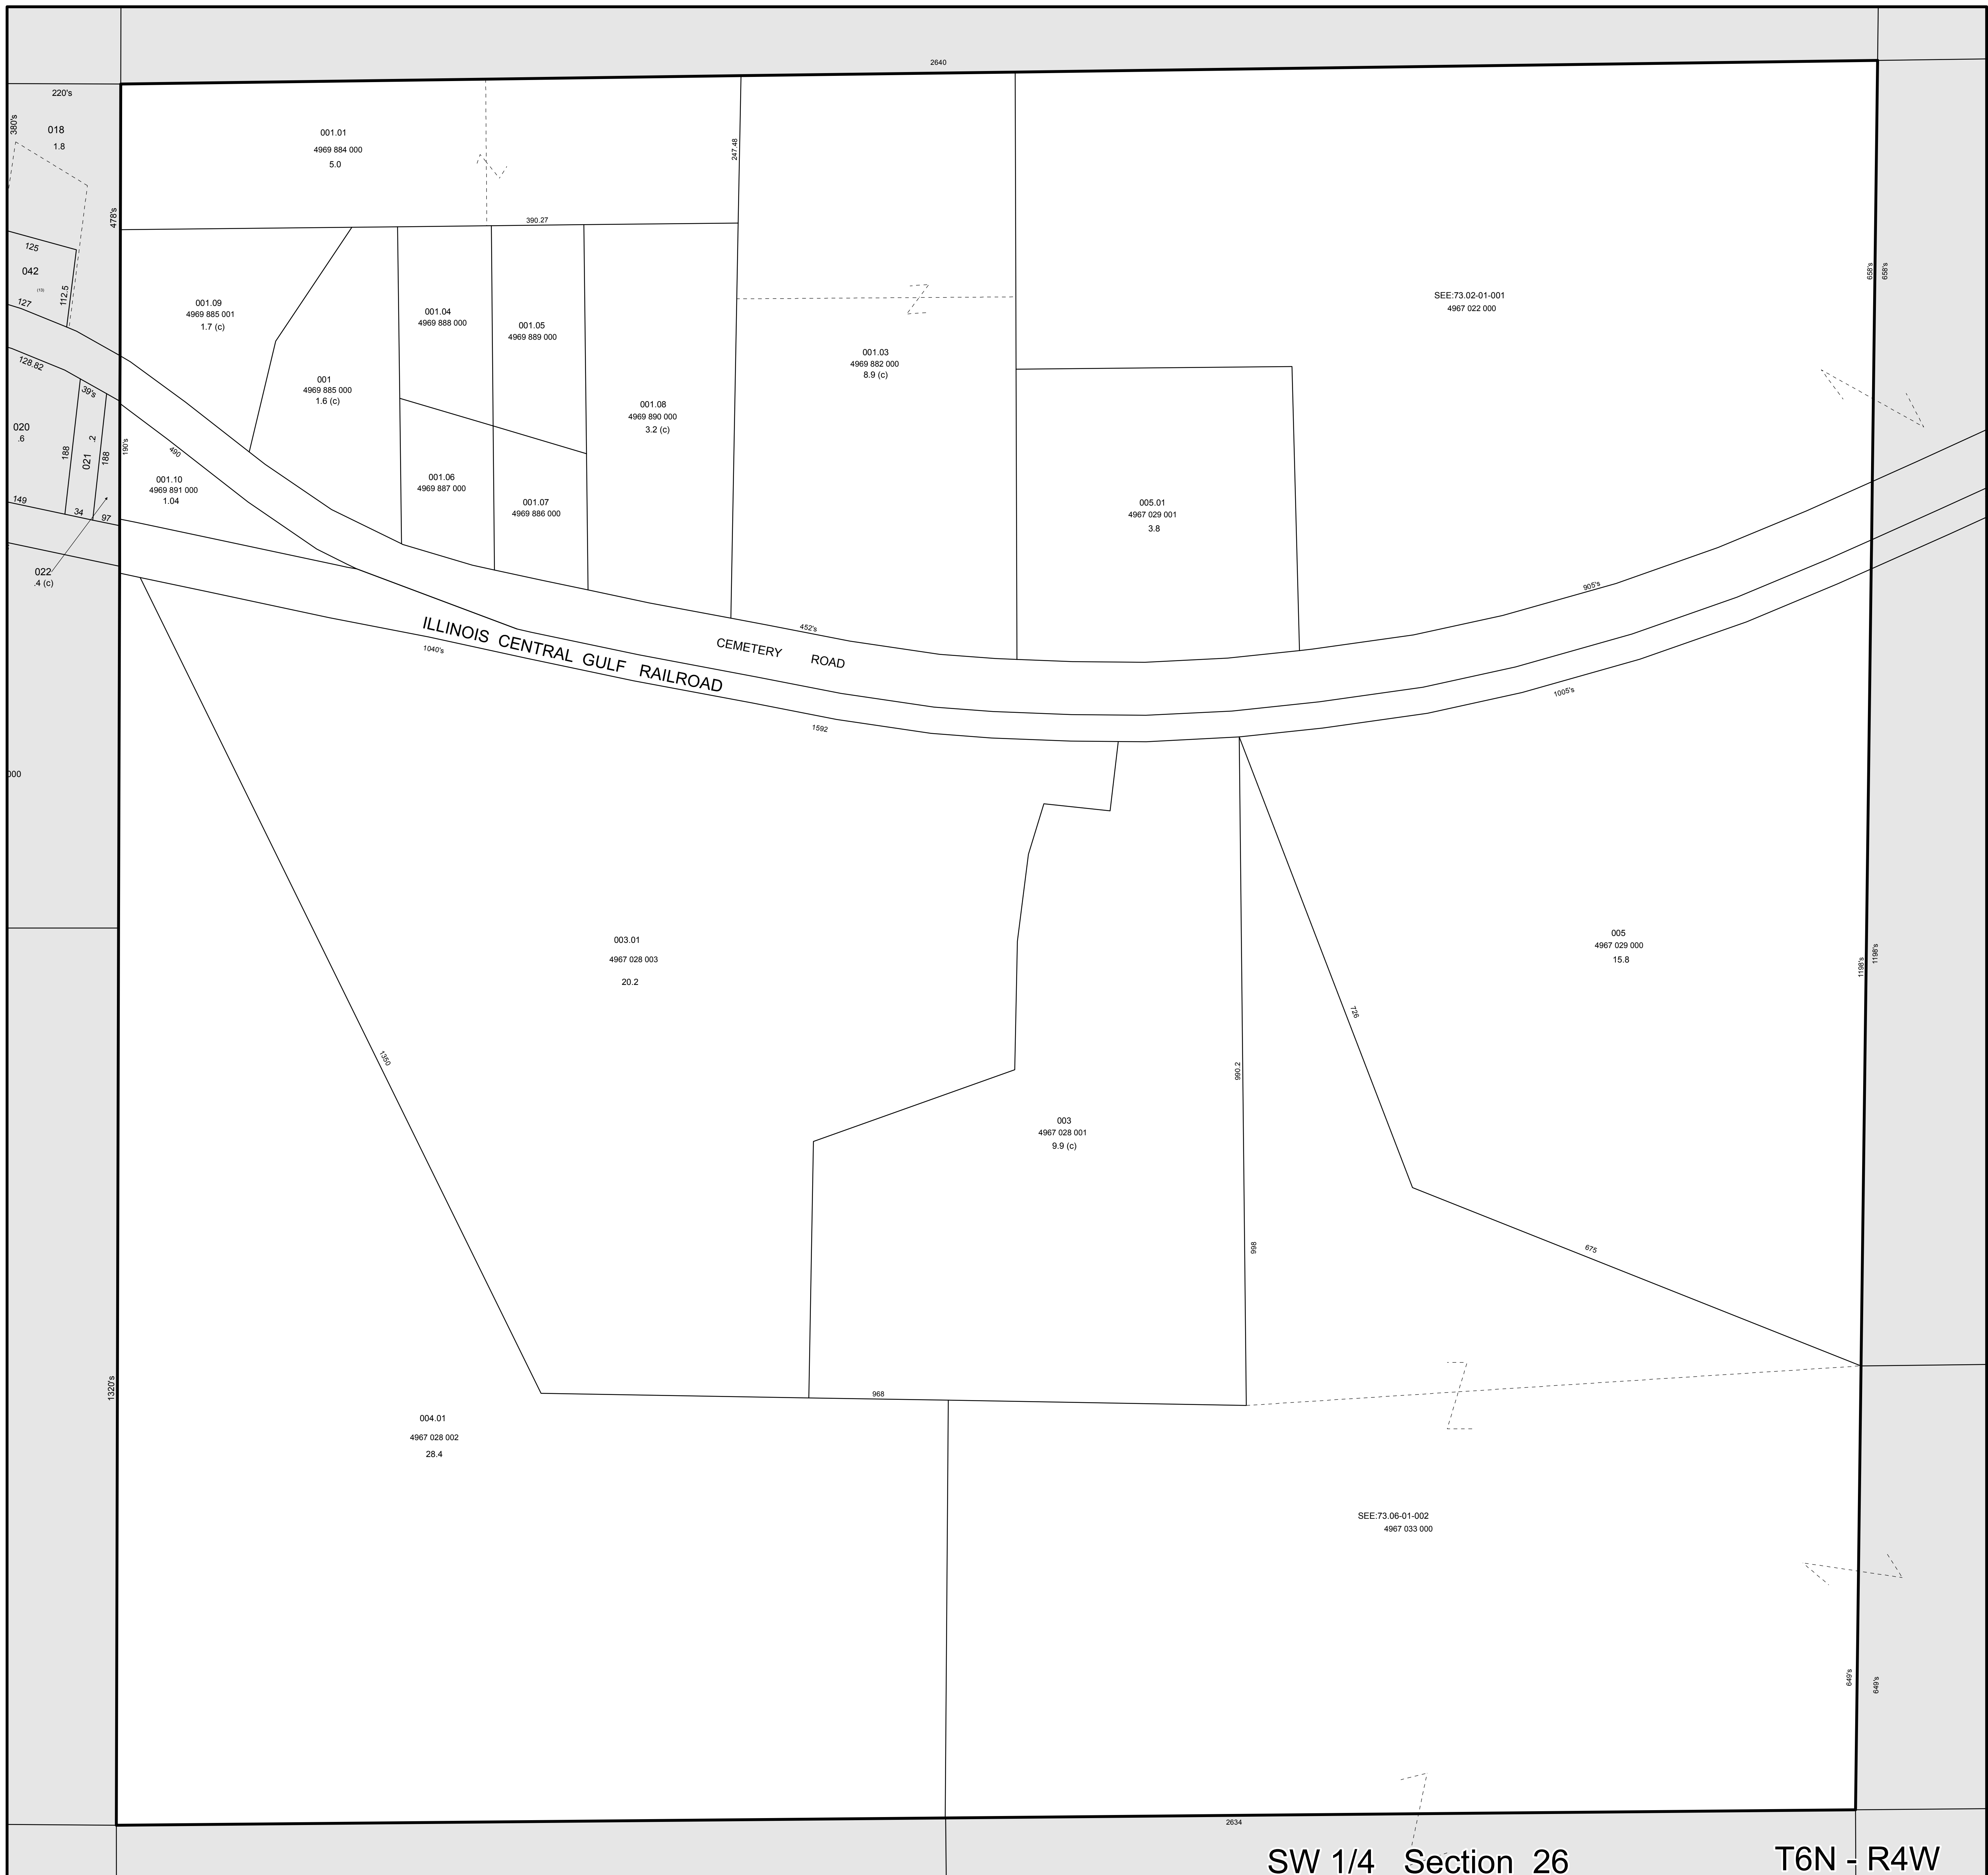 2640
220's
380's
018
1.8
478's
125
042
(15)
112.5
127
128.82
39's
020
.6
188
021
.2
188
149
34
97
022
.4 (c)
000
190's
490
001.01
4969 884 000
5.0
247.48
390.27
001.09
4969 885 001
1.7 (c)
001
4969 885 000
1.6 (c)
001.04
4969 888 000
001.05
4969 889 000
001.06
4969 887 000
001.07
4969 886 000
001.08
4969 890 000
3.2 (c)
001.10
4969 891 000
1.04
001.03
4969 882 000
8.9 (c)
SEE:73.02-01-001
4967 022 000
658's
658's
005.01
4967 029 001
3.8
905's
452's
CEMETERY ROAD
ILLINOIS CENTRAL GULF RAILROAD
1040's
1592
1005's
003.01
4967 028 003
20.2
005
4967 029 000
15.8
1198's
1198's
726
1350
990.2
003
4967 028 001
9.9 (c)
998
675
1320's
968
004.01
4967 028 002
28.4
SEE:73.06-01-002
4967 033 000
649's
649's
2634
SW 1/4 Section 26
T6N - R4W